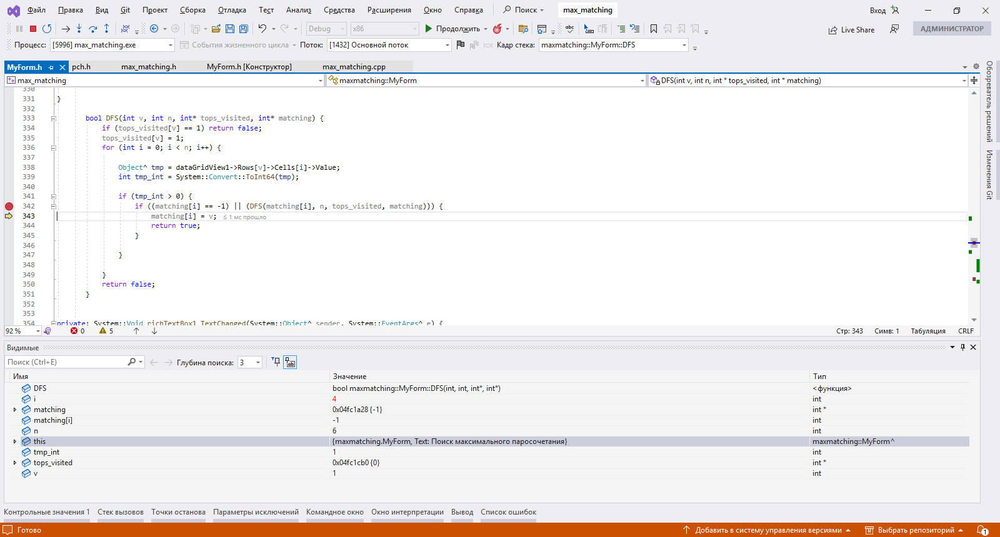 Файл Правка Вид Git Проект Сборка Отладка Тест Анализ Средства Расширения Окно Справка Поиск max_matching Вход
Debug x86 Продолжить Live Share АДМИНИСТРАТОР
Процесс: [5996] max_matching.exe События жизненного цикла Поток: [1432] Основной поток Кадр стека: maxmatching::MyForm::DFS
MyForm.h pch.h max_matching.h MyForm.h [Конструктор] max_matching.cpp
max_matching maxmatching::MyForm DFS(int v, int n, int * tops_visited, int * matching)
330
331 }
332
333 bool DFS(int v, int n, int* tops_visited, int* matching) {
334 if (tops_visited[v] == 1) return false;
335 tops_visited[v] = 1;
336 for (int i = 0; i < n; i++) {
337
338 Object^ tmp = dataGridView1->Rows[v]->Cells[i]->Value;
339 int tmp_int = System::Convert::ToInt64(tmp);
340
341 if (tmp_int > 0) {
342 if ((matching[i] == -1) || (DFS(matching[i], n, tops_visited, matching))) {
343 matching[i] = v; ≤ 1 мс прошло
344 return true;
345 }
346
347 }
348
349 }
350 return false;
351 }
352
353
354 private: System::Void richTextBox1_TextChanged(System::Object^ sender, System::EventArgs^ e) {
92 % 0 5 Стр: 343 Симв: 1 Табуляция CRLF
Видимые
Поиск (Ctrl+E) Глубина поиска: 3
Имя Значение Тип
DFS bool maxmatching::MyForm::DFS(int, int, int*, int*) <функция>
i 4 int
matching 0x04fc1a28 {-1} int *
matching[i] -1 int
n 6 int
this {maxmatching.MyForm, Text: Поиск максимального паросочетания} maxmatching::MyForm^
tmp_int 1 int
tops_visited 0x04fc1cb0 {0} int *
v 1 int
Контрольные значения 1 Стек вызовов Точки останова Параметры исключений Командное окно Окно интерпретации Вывод Список ошибок
Готово Добавить в систему управления версиями Выбрать репозиторий 1
Обозреватель решений
Изменения Git